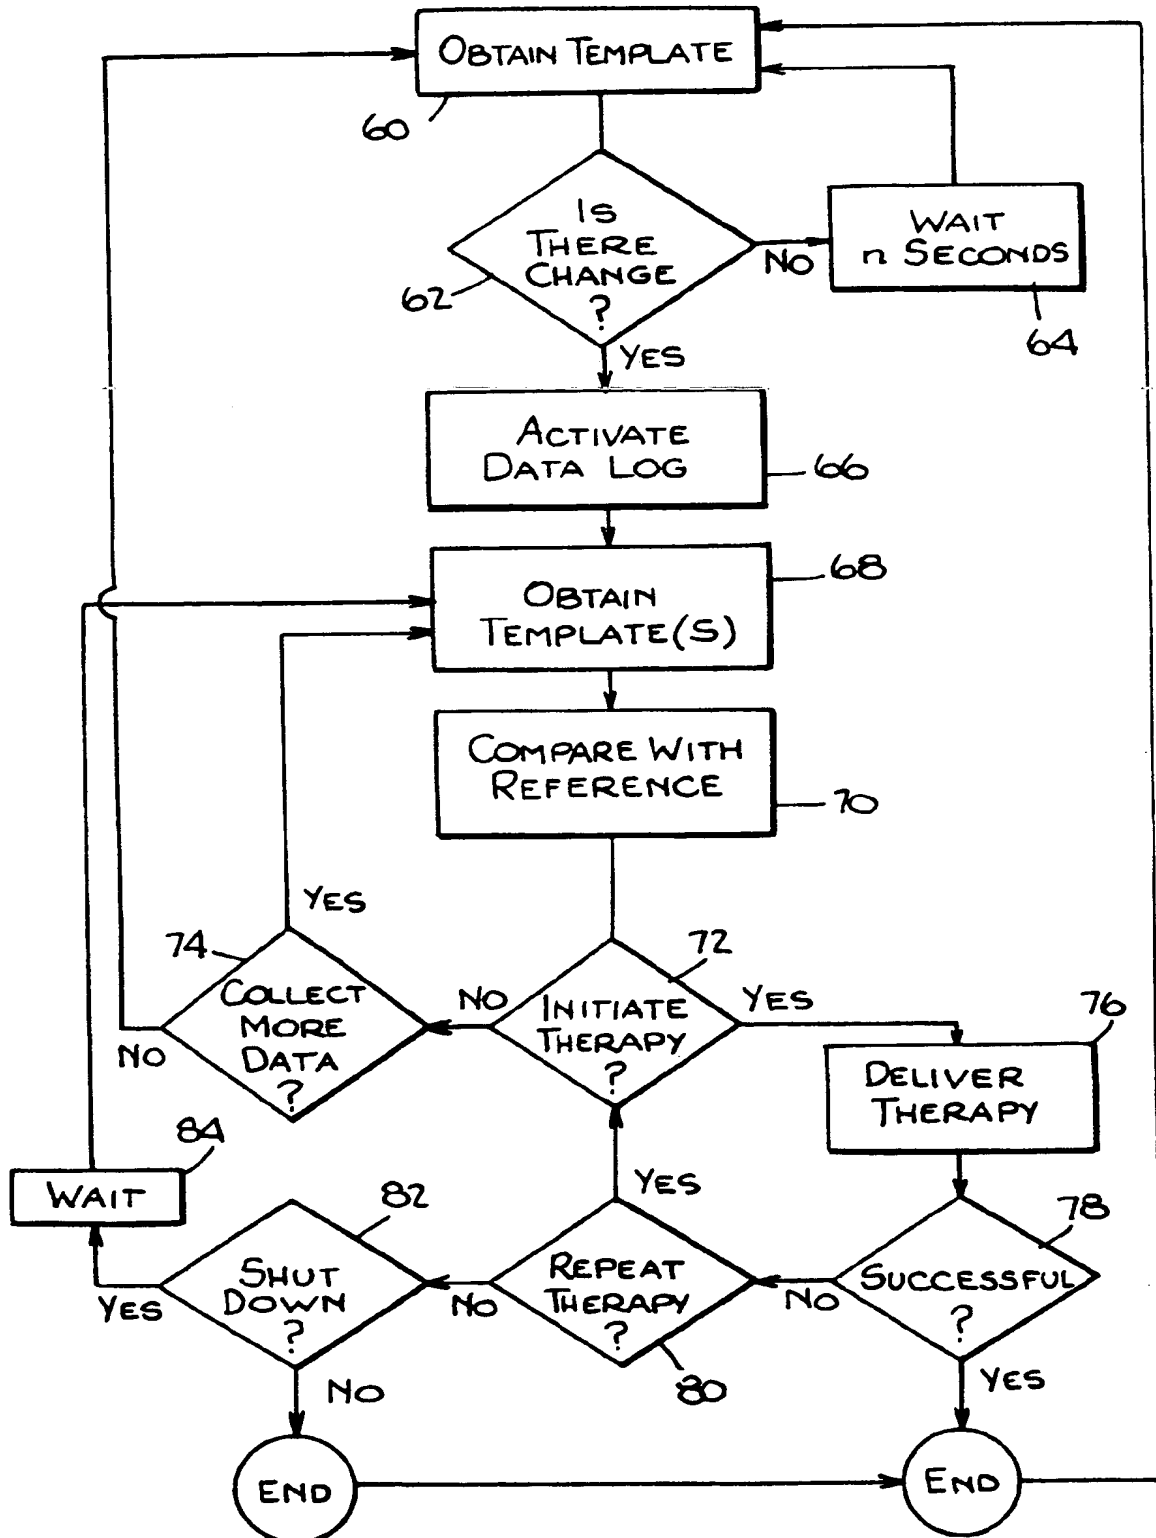 OBTAIN TEMPLATE
60
IS
THERE
CHANGE
?
62
NO
WAIT
n SECONDS
64
YES
ACTIVATE
DATA LOG
66
OBTAIN
TEMPLATE(S)
68
COMPARE WITH
REFERENCE
70
YES
74
COLLECT
MORE
DATA
?
NO
NO
72
INITIATE
THERAPY
?
YES
76
DELIVER
THERAPY
84
WAIT
YES
82
SHUT
DOWN
?
NO
YES
REPEAT
THERAPY
?
80
NO
78
SUCCESSFUL
?
NO
YES
END
END